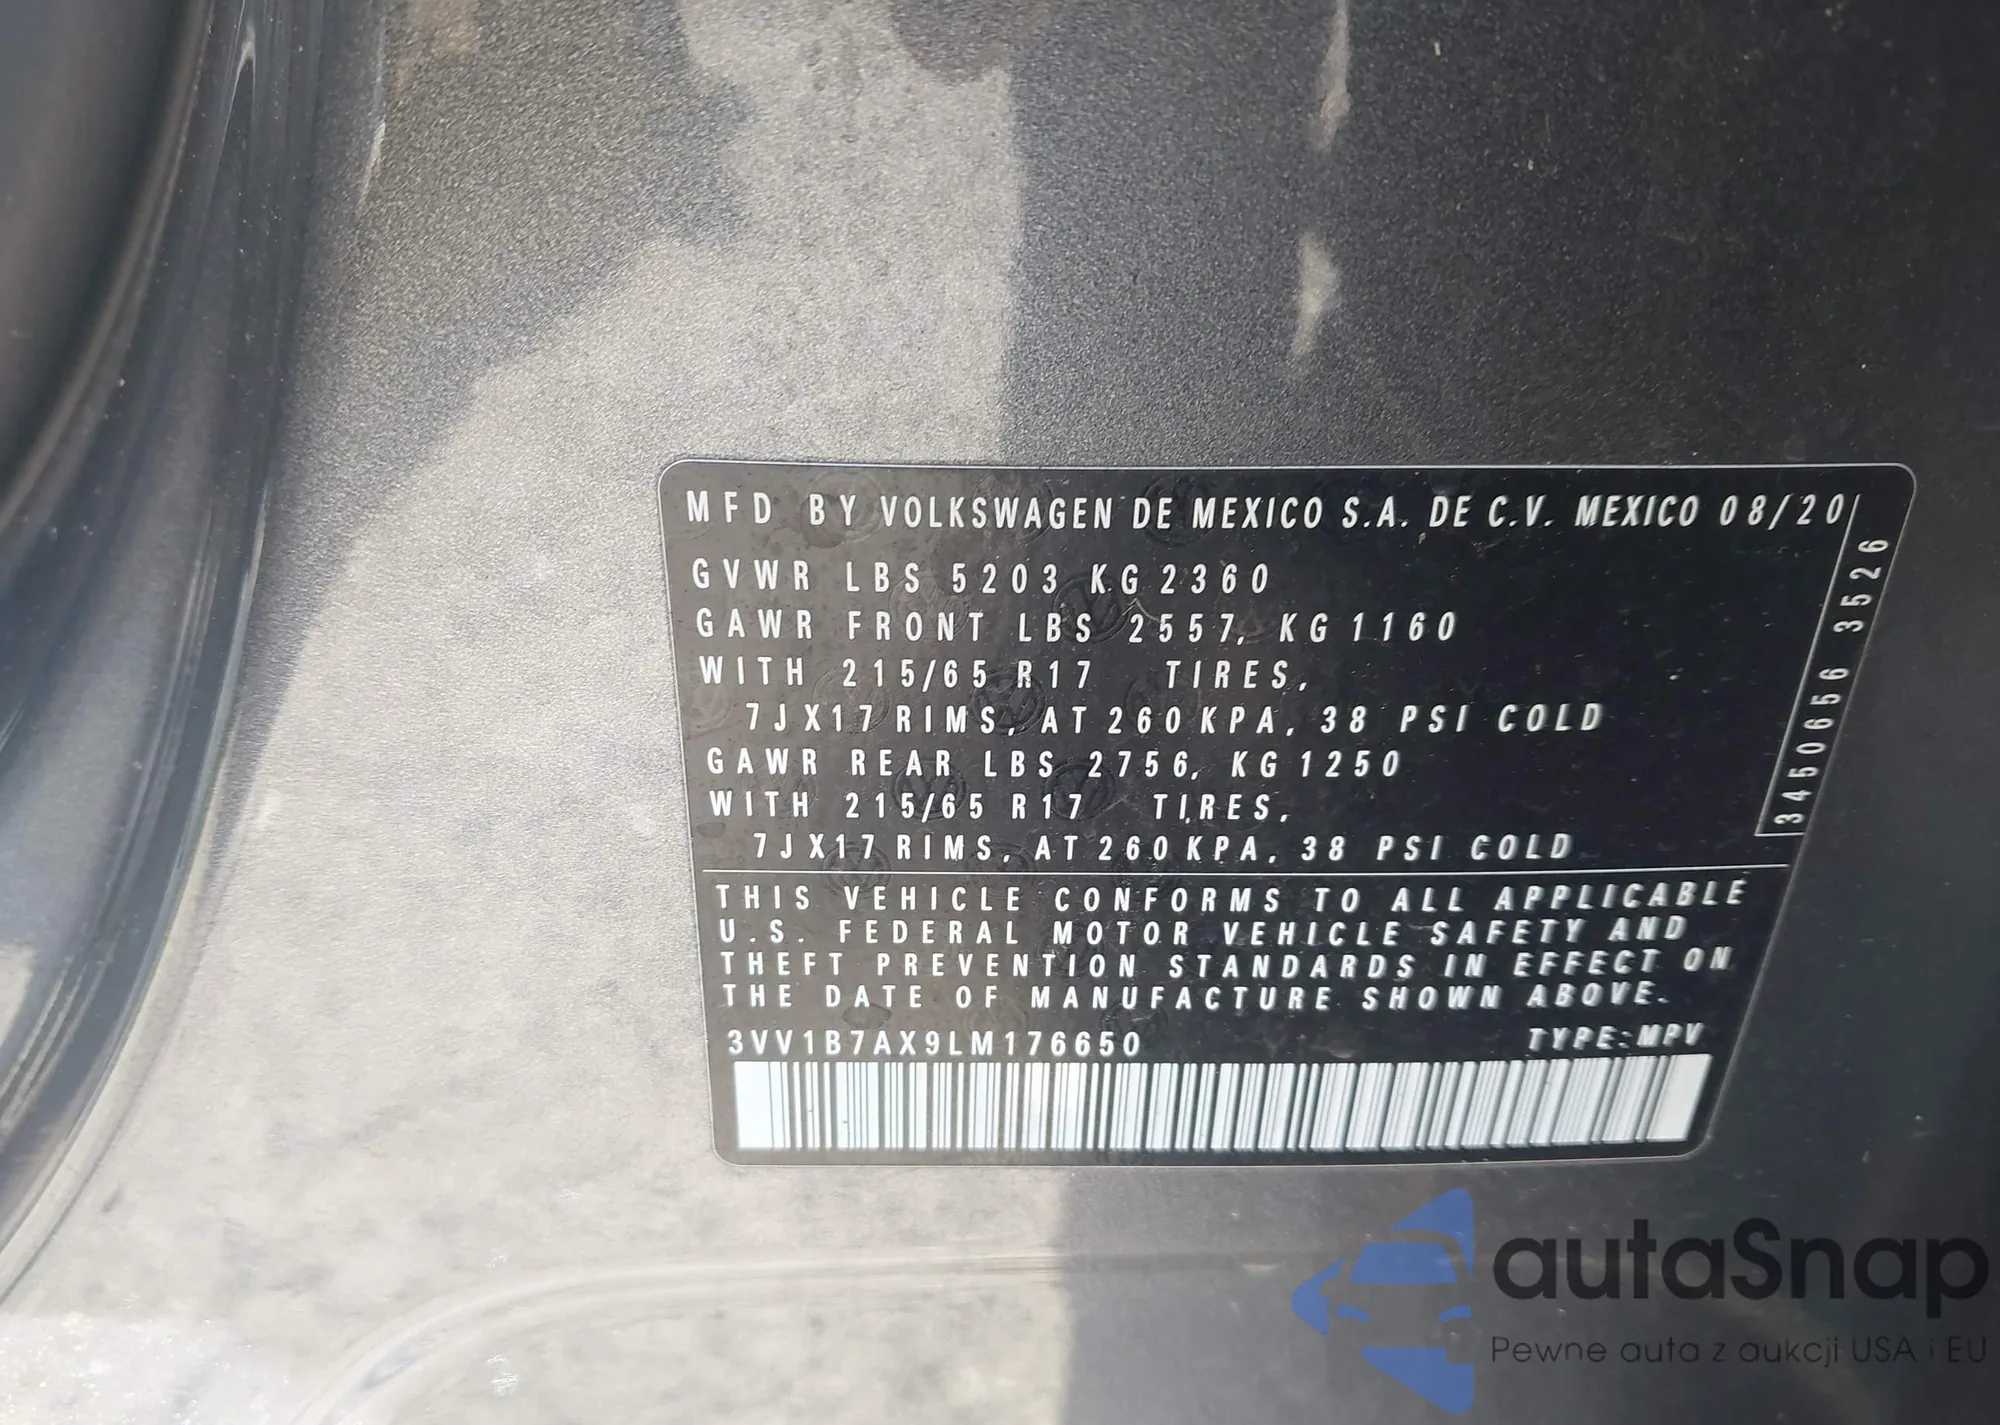 MFD BY VOLKSWAGEN DE MEXICO S.A. DE C.V. MEXICO 08/20
GVWR LBS 5203 KG 2360
GAWR FRONT LBS 2557, KG 1160
WITH 215/65 R17 TIRES,
7JX17 RIMS, AT 260 KPA, 38 PSI COLD
GAWR REAR LBS 2756, KG 1250
WITH 215/65 R17 TIRES,
7JX17 RIMS, AT 260 KPA, 38 PSI COLD
3450656 3526
THIS VEHICLE CONFORMS TO ALL APPLICABLE
U.S. FEDERAL MOTOR VEHICLE SAFETY AND
THEFT PREVENTION STANDARDS IN EFFECT ON
THE DATE OF MANUFACTURE SHOWN ABOVE.
3VV1B7AX9LM176650 TYPE:MPV
autaSnap
Pewne auta z aukcji USA i EU